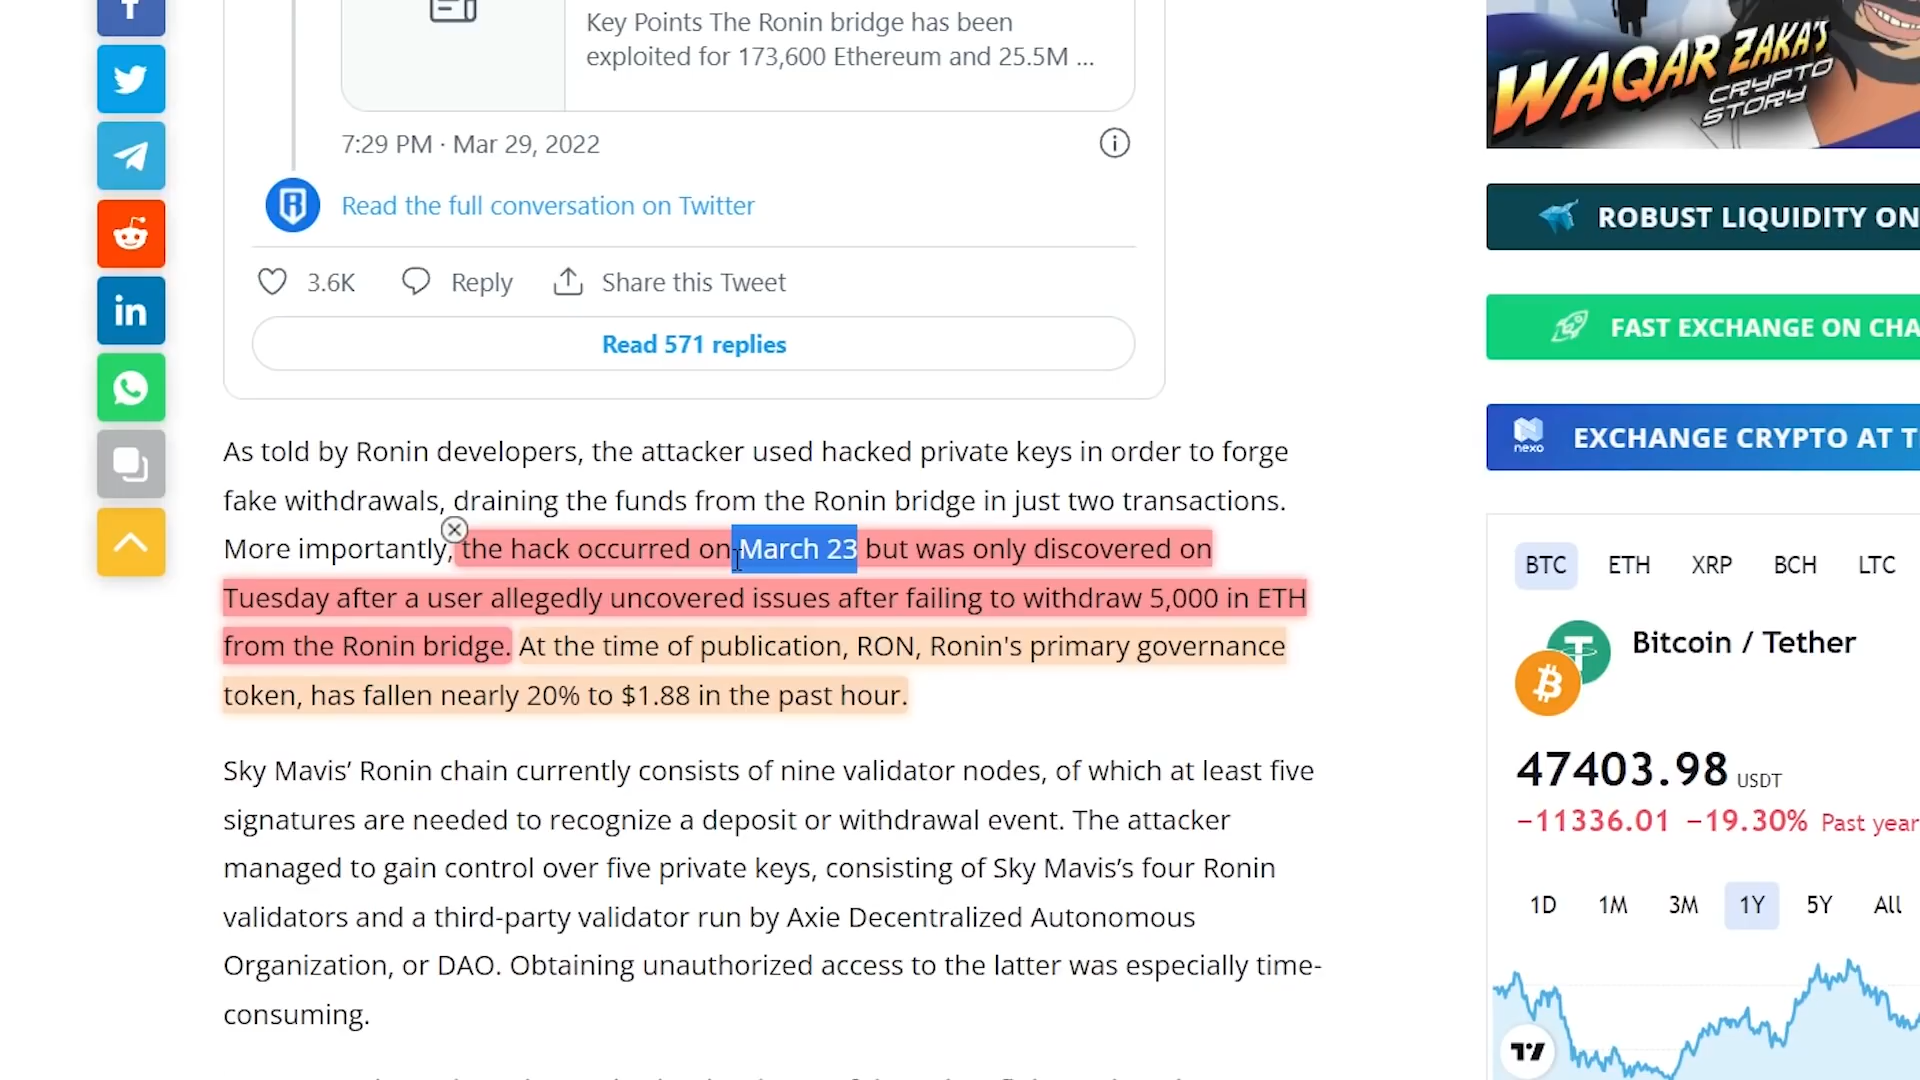 Key Points The Ronin bridge has been
exploited for 173,600 Ethereum and 25.5M ...
7:29 PM · Mar 29, 2022
Read the full conversation on Twitter
3.6K Reply Share this Tweet
Read 571 replies
As told by Ronin developers, the attacker used hacked private keys in order to forge
fake withdrawals, draining the funds from the Ronin bridge in just two transactions.
More importantly, the hack occurred on March 23 but was only discovered on
Tuesday after a user allegedly uncovered issues after failing to withdraw 5,000 in ETH
from the Ronin bridge. At the time of publication, RON, Ronin's primary governance
token, has fallen nearly 20% to $1.88 in the past hour.
Sky Mavis’ Ronin chain currently consists of nine validator nodes, of which at least five
signatures are needed to recognize a deposit or withdrawal event. The attacker
managed to gain control over five private keys, consisting of Sky Mavis’s four Ronin
validators and a third-party validator run by Axie Decentralized Autonomous
Organization, or DAO. Obtaining unauthorized access to the latter was especially time-
consuming.
WAQAR ZAKA'S
CRYPTO
STORY
ROBUST LIQUIDITY ON
FAST EXCHANGE ON CHA
nexo
EXCHANGE CRYPTO AT T
BTC ETH XRP BCH LTC
Bitcoin / Tether
47403.98 USDT
−11336.01 −19.30% Past year
1D 1M 3M 1Y 5Y All